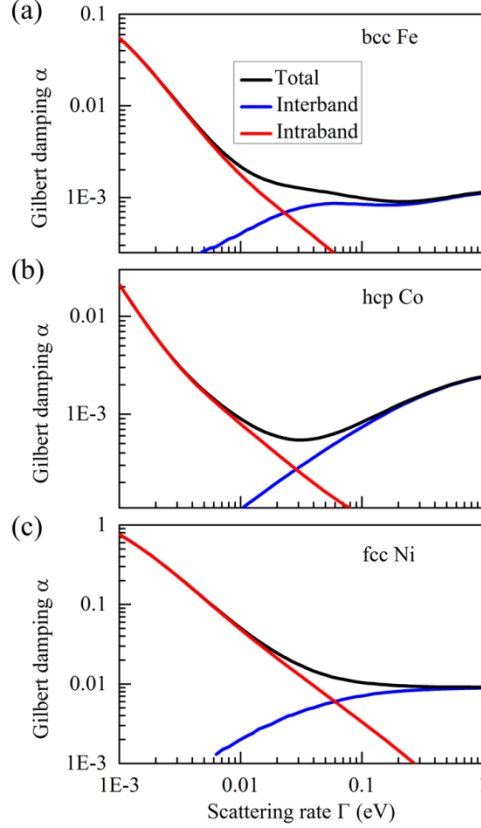 (a)
0.1
bcc Fe
Total
Interband
Intraband
0.01
1E-3
Gilbert damping α
(b)
hcp Co
0.01
1E-3
Gilbert damping α
(c)
1
fcc Ni
0.1
0.01
1E-3
Gilbert damping α
1E-3 0.01 0.1 1
Scattering rate Γ (eV)